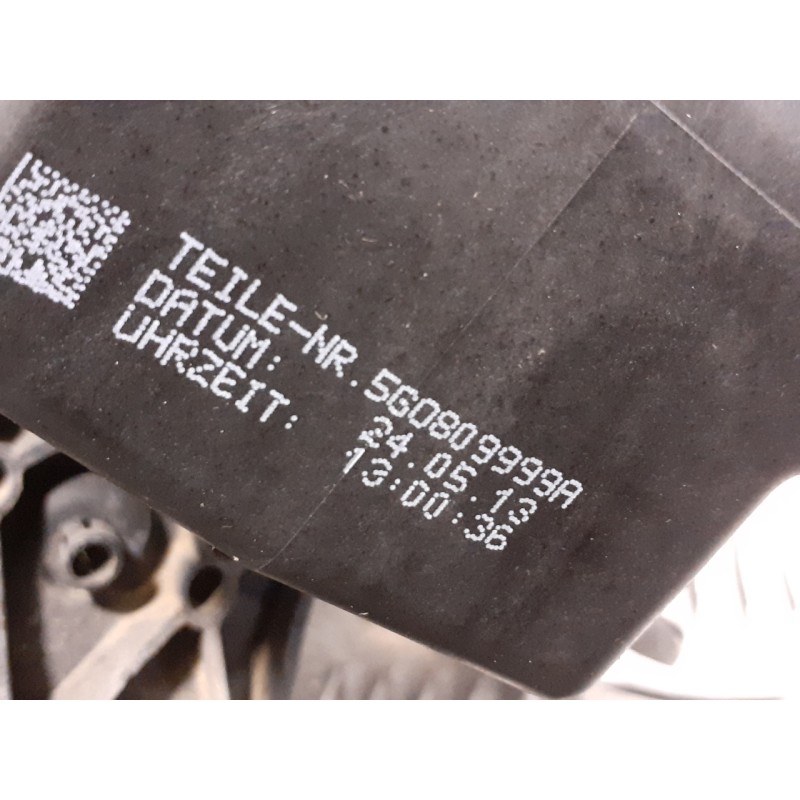 TEILE-NR. 5G0809999A
DATUM: 24.05.13
UHRZEIT: 13:00:36